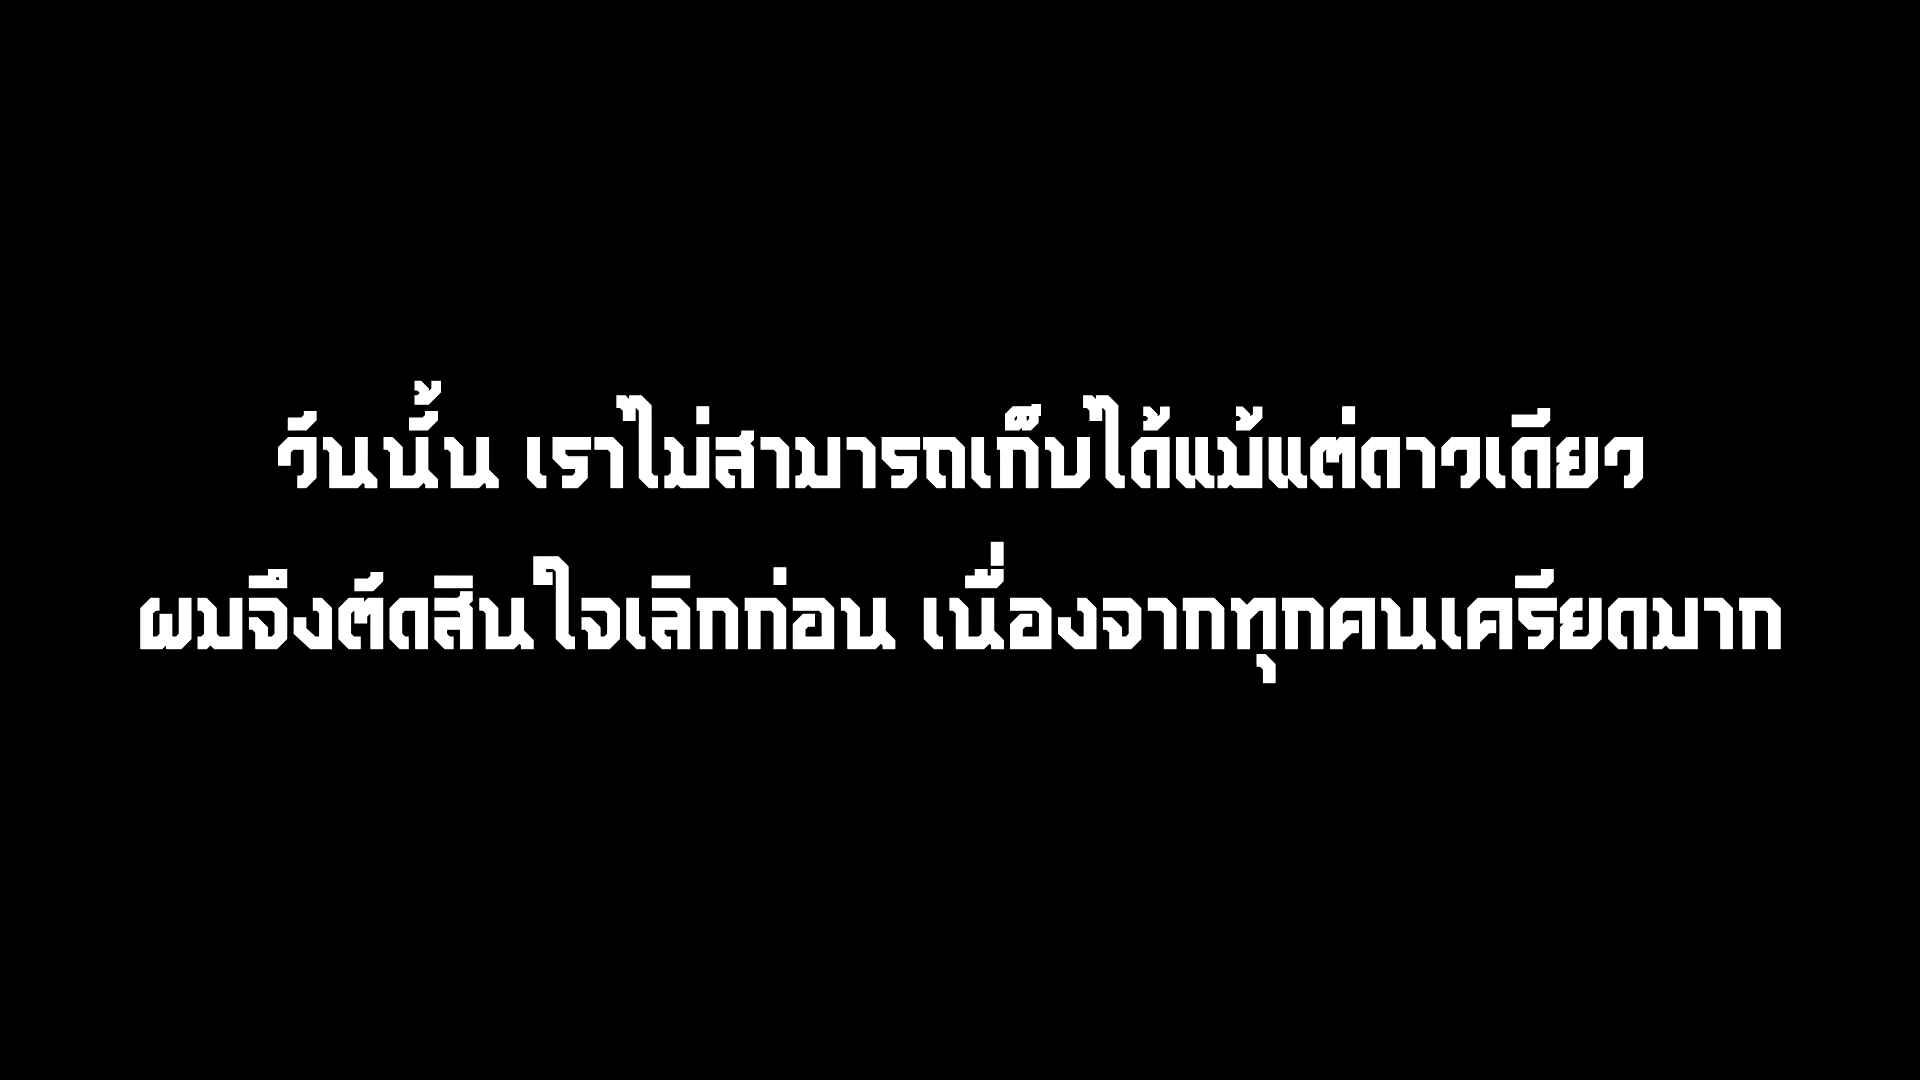 วันนั้น เราไม่สามารถเก็บได้แม้แต่ดาวเดียว
ผมจึงตัดสินใจเลิกก่อน เนื่องจากทุกคนเครียดมาก